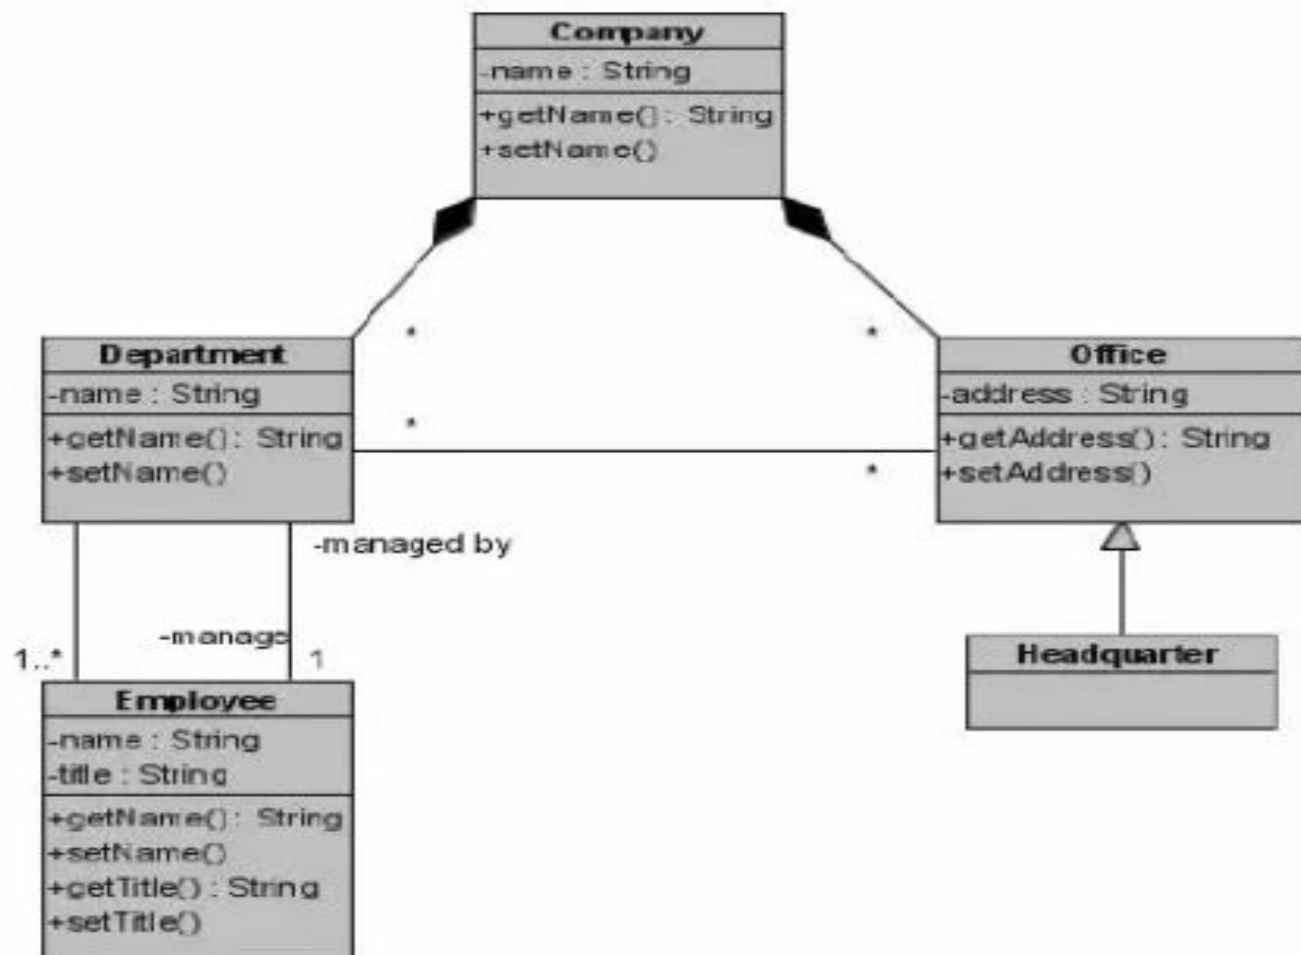 Company
-name : String
+getName() : String
+setName()
*
*
Department
-name : String
+getName() : String
+setName()
Office
-address : String
+getAddress() : String
+setAddress()
*
*
-managed by
-manage
1..*
1
Headquarter
Employee
-name : String
-title : String
+getName() : String
+setName()
+getTitle() : String
+setTitle()